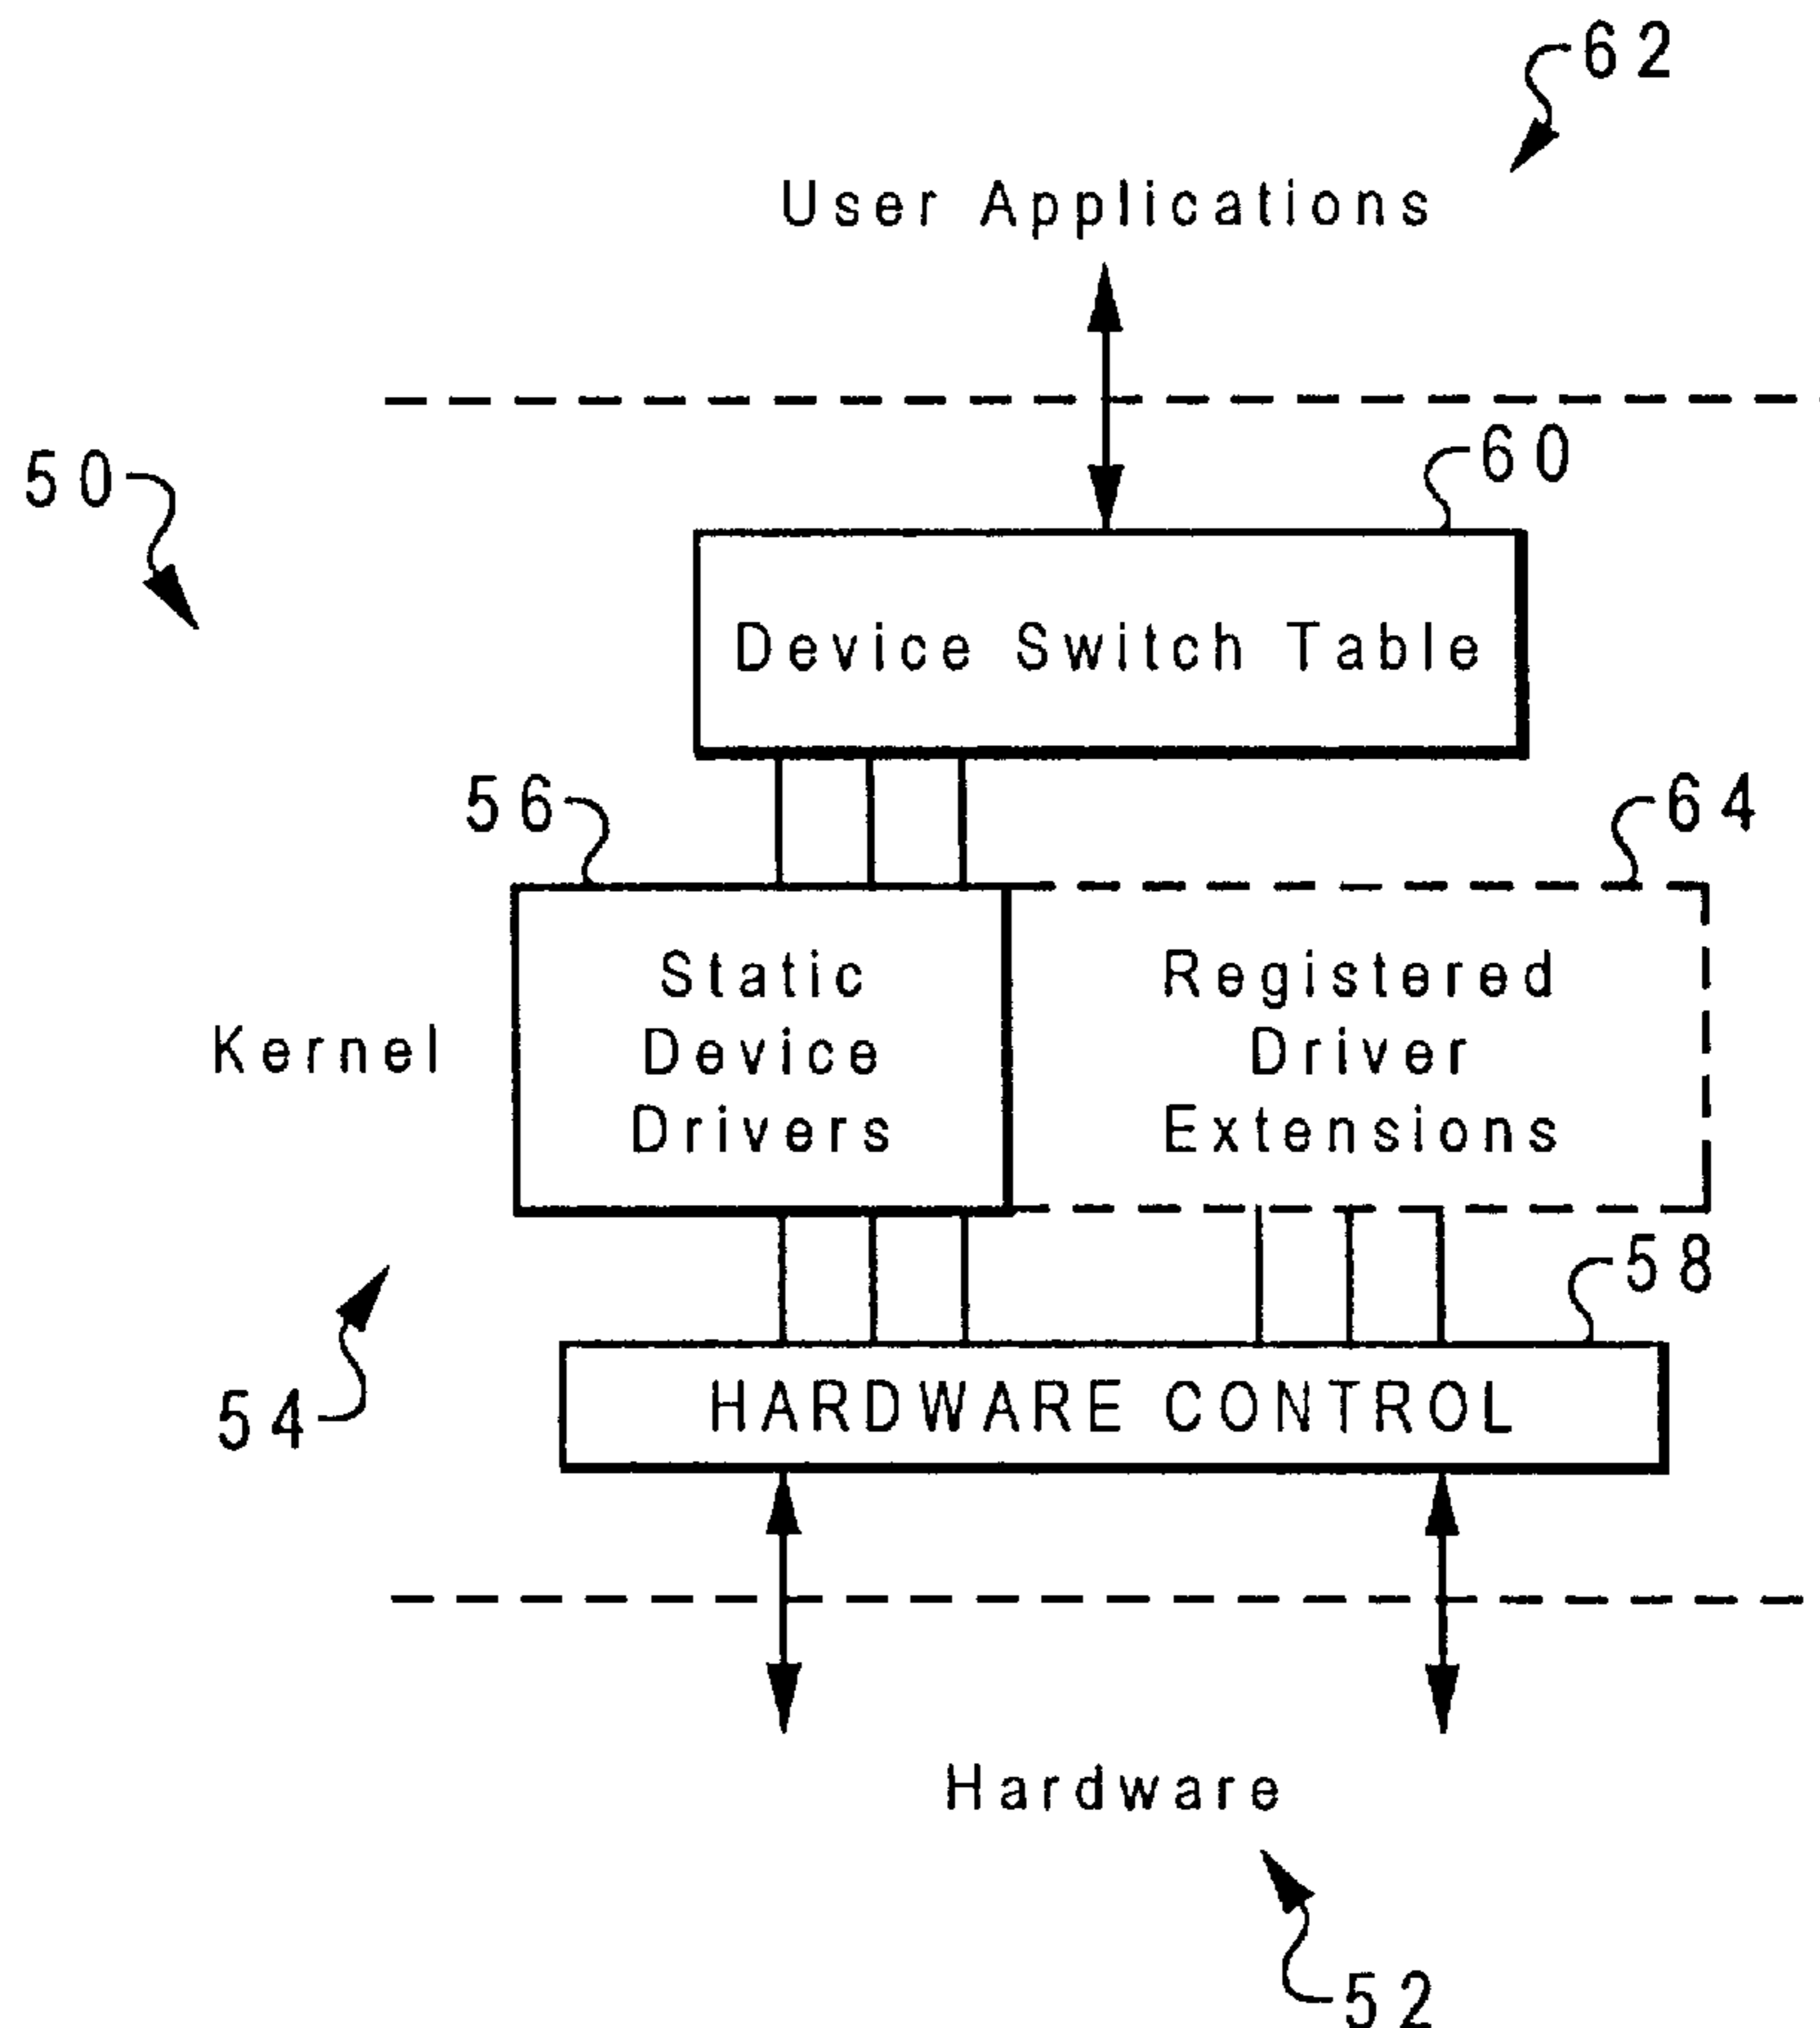 62
User Applications
50
60
Device Switch Table
56
64
Static
Device
Drivers
Registered
Driver
Extensions
Kernel
58
54
HARDWARE CONTROL
Hardware
52